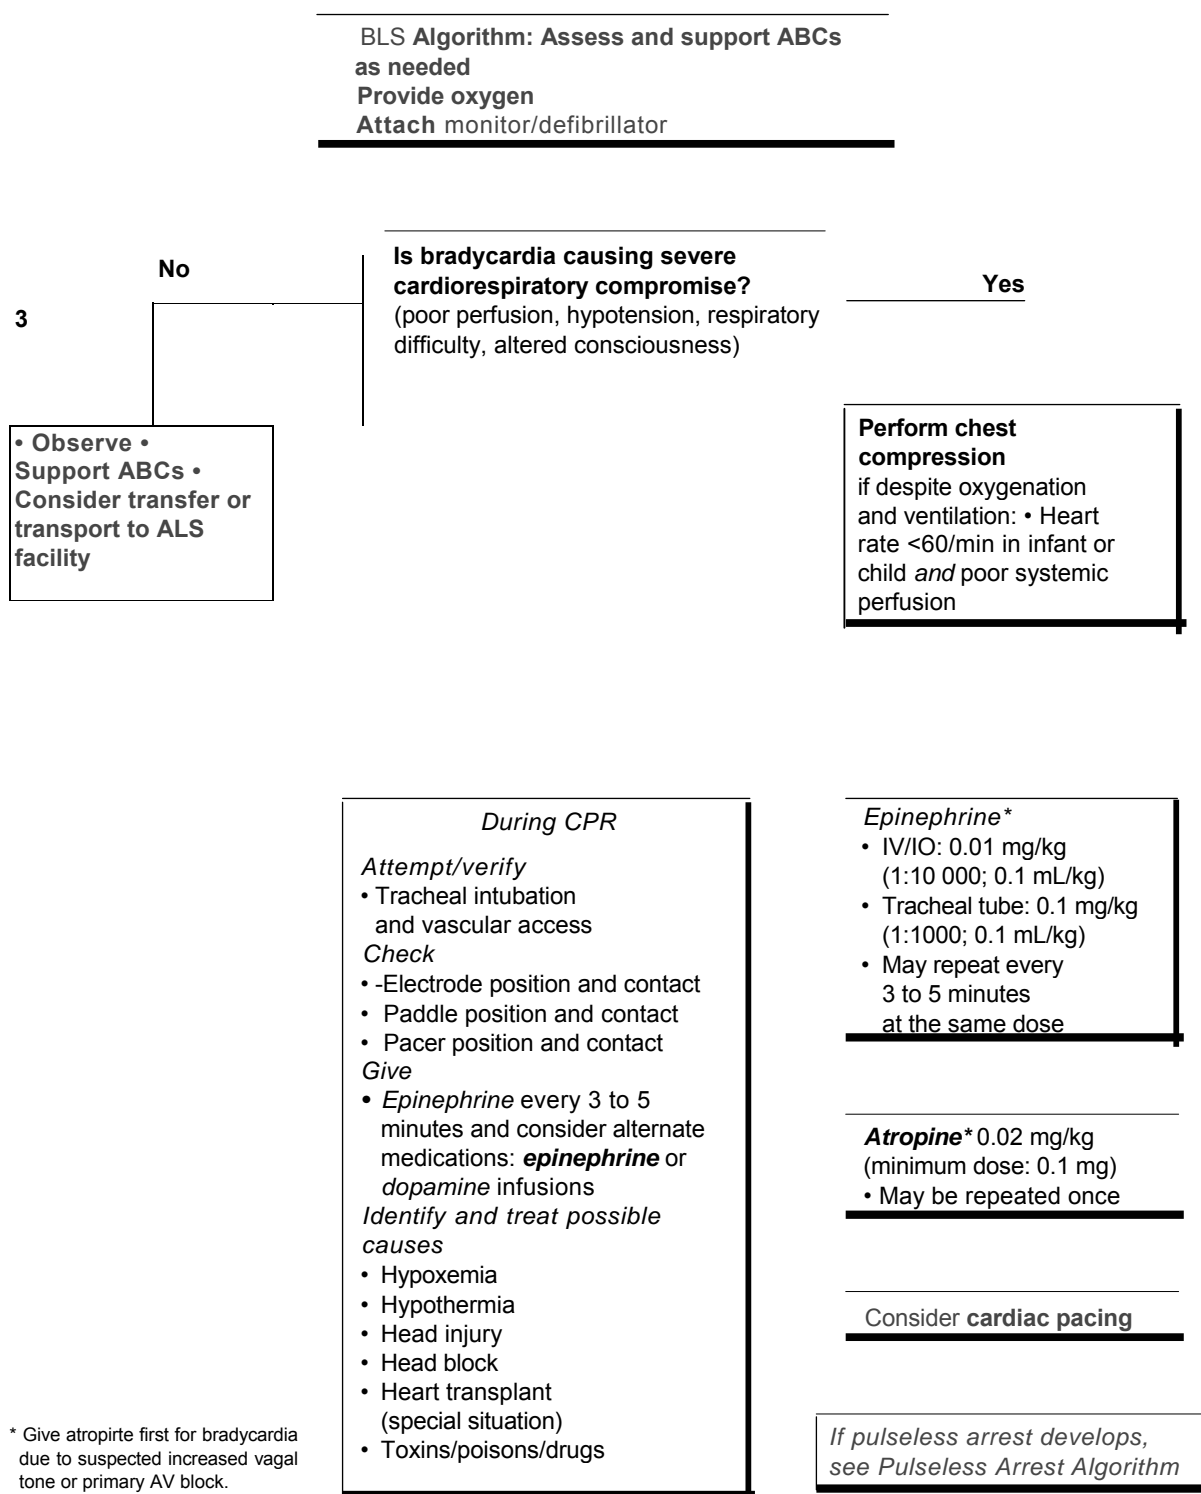 BLS Algorithm: Assess and support ABCs
as needed
Provide oxygen
Attach monitor/defibrillator
Is bradycardia causing severe
cardiorespiratory compromise?
(poor perfusion, hypotension, respiratory
difficulty, altered consciousness)
No
Yes
3
• Observe •
Support ABCs •
Consider transfer or
transport to ALS
facility
Perform chest
compression
if despite oxygenation
and ventilation: • Heart
rate <60/min in infant or
child and poor systemic
perfusion
During CPR
Attempt/verify
• Tracheal intubation
and vascular access
Check
• -Electrode position and contact
• Paddle position and contact
• Pacer position and contact
Give
• Epinephrine every 3 to 5
minutes and consider alternate
medications: epinephrine or
dopamine infusions
Identify and treat possible
causes
• Hypoxemia
• Hypothermia
• Head injury
• Head block
• Heart transplant
(special situation)
• Toxins/poisons/drugs
Epinephrine*
• IV/IO: 0.01 mg/kg
(1:10 000; 0.1 mL/kg)
• Tracheal tube: 0.1 mg/kg
(1:1000; 0.1 mL/kg)
• May repeat every
3 to 5 minutes
at the same dose
Atropine* 0.02 mg/kg
(minimum dose: 0.1 mg)
• May be repeated once
Consider cardiac pacing
If pulseless arrest develops,
see Pulseless Arrest Algorithm
* Give atropirte first for bradycardia
due to suspected increased vagal
tone or primary AV block.